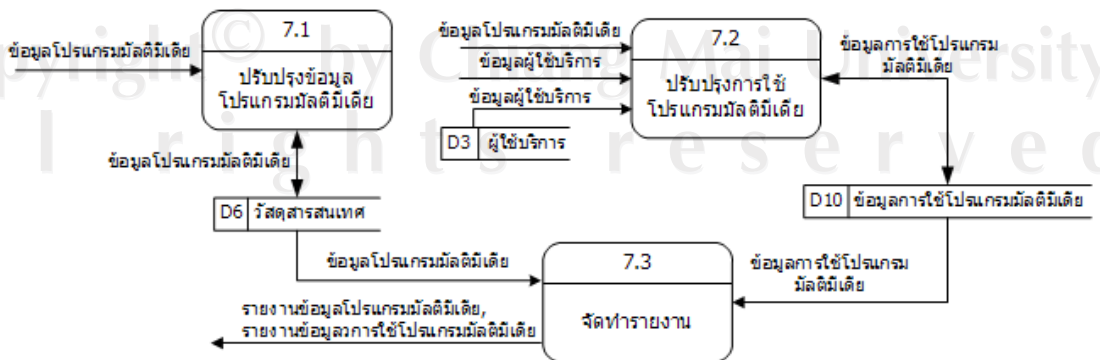 7.1
ข้อมูลโปรแกรมมัลติมีเดีย
ปรับปรุงข้อมูล
โปรแกรมมัลติมีเดีย
7.2
ข้อมูลโปรแกรมมัลติมีเดีย
ข้อมูลผู้ใช้บริการ
ข้อมูลผู้ใช้บริการ
ปรับปรุงการใช้
โปรแกรมมัลติมีเดีย
ข้อมูลการใช้โปรแกรม
มัลติมีเดีย
D3 ผู้ใช้บริการ
ข้อมูลโปรแกรมมัลติมีเดีย
D6 วัสดุสารสนเทศ
D10 ข้อมูลการใช้โปรแกรมมัลติมีเดีย
ข้อมูลโปรแกรมมัลติมีเดีย
7.3
จัดทำรายงาน
ข้อมูลการใช้โปรแกรม
มัลติมีเดีย
รายงานข้อมูลโปรแกรมมัลติมีเดีย,
รายงานข้อมูลวการใช้โปรแกรมมัลติมีเดีย
opyright© by Chiang Mai University
l rights reserved